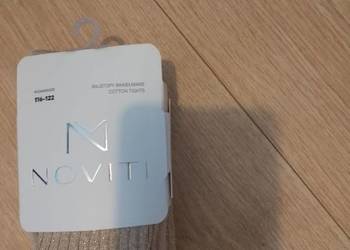 116-122
RAJSTOPY BAWEŁNIANE
COTTON TIGHTS
NOVITI